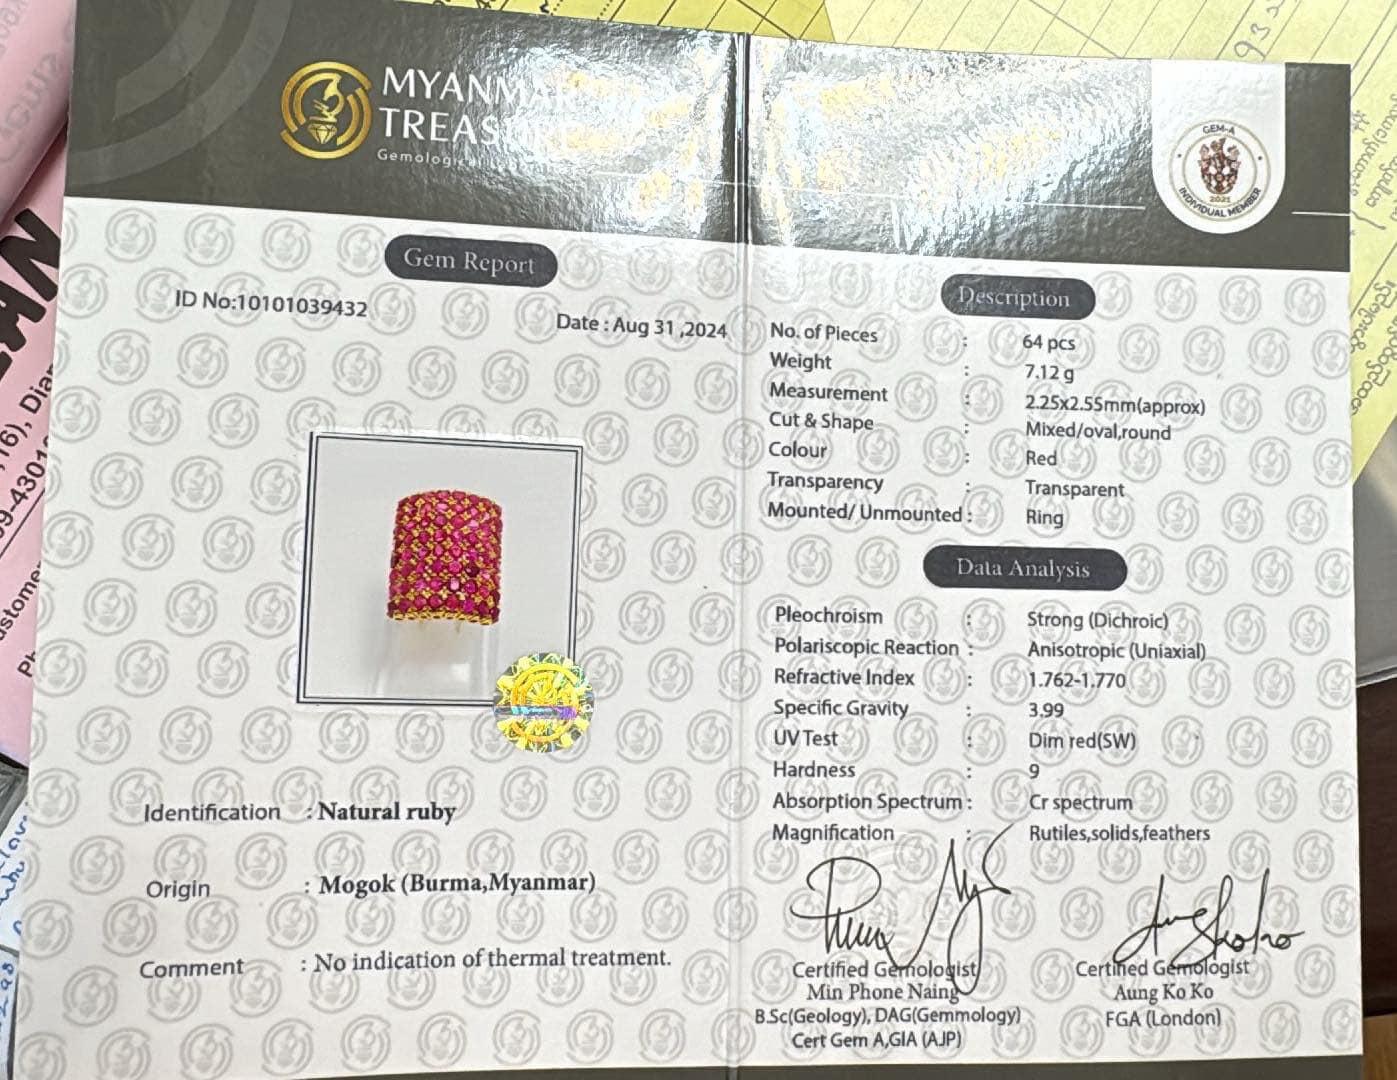 MYANMAR
TREASURE
Gemological
GEM-A
2021
INDIVIDUAL MEMBER
Gem Report
ID No:10101039432
Date : Aug 31 ,2024
Identification : Natural ruby
Origin : Mogok (Burma,Myanmar)
Comment : No indication of thermal treatment.
Description
No. of Pieces : 64 pcs
Weight : 7.12 g
Measurement : 2.25x2.55mm(approx)
Cut & Shape : Mixed/oval,round
Colour : Red
Transparency : Transparent
Mounted/ Unmounted : Ring
Data Analysis
Pleochroism : Strong (Dichroic)
Polariscopic Reaction : Anisotropic (Uniaxial)
Refractive Index : 1.762-1.770
Specific Gravity : 3.99
UV Test : Dim red(SW)
Hardness : 9
Absorption Spectrum : Cr spectrum
Magnification : Rutiles,solids,feathers
Certified Gemologist
Min Phone Naing
B.Sc(Geology), DAG(Gemmology)
Cert Gem A,GIA (AJP)
Certified Gemologist
Aung Ko Ko
FGA (London)